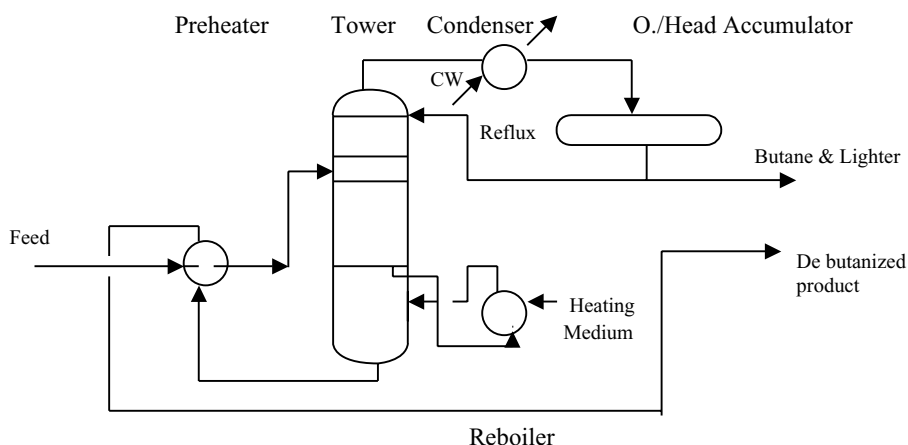 Preheater Tower Condenser O./Head Accumulator
CW
Reflux
Butane & Lighter
Feed
De butanized
product
Heating
Medium
Reboiler